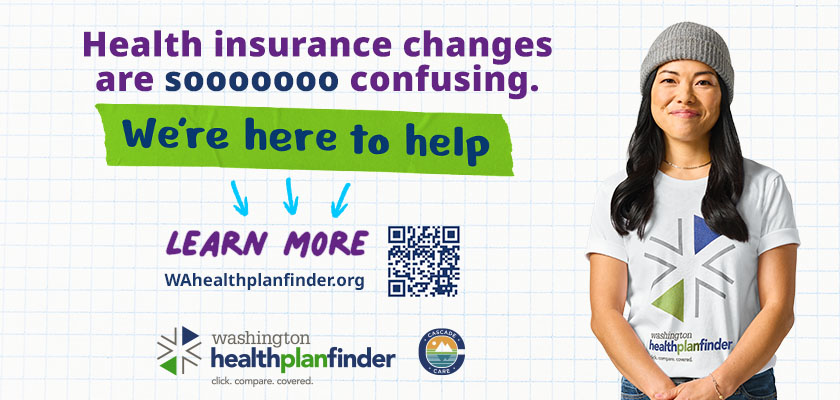 Health insurance changes
are sooooooo confusing.
We're here to help
LEARN MORE
WAhealthplanfinder.org
washington
healthplanfinder
click. compare. covered.
CASCADE
CARE
washington
healthplanfinder
click. compare. covered.